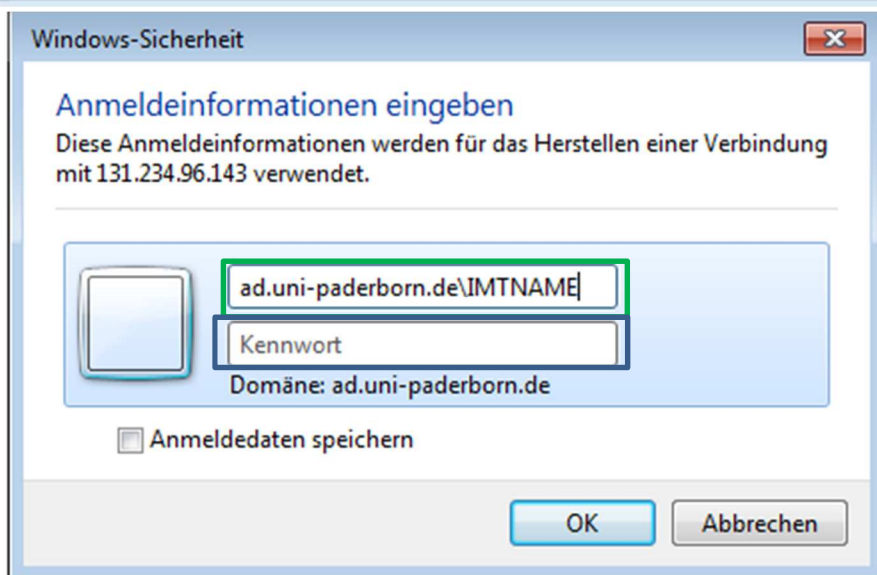 Windows-Sicherheit
Anmeldeinformationen eingeben
Diese Anmeldeinformationen werden für das Herstellen einer Verbindung
mit 131.234.96.143 verwendet.
ad.uni-paderborn.de\IMTNAME
Kennwort
Domäne: ad.uni-paderborn.de
Anmeldedaten speichern
OK Abbrechen